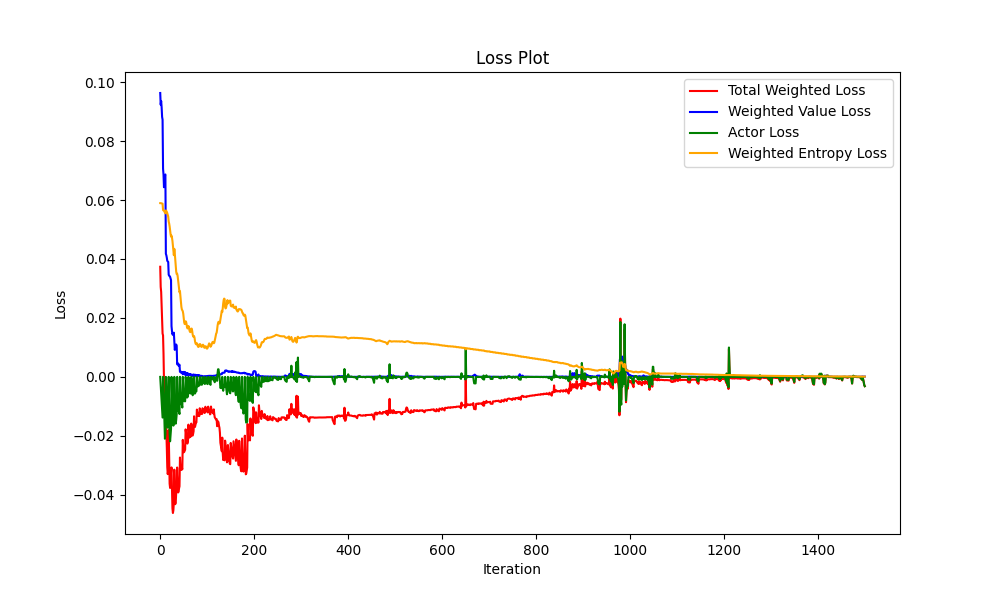 Loss Plot
Total Weighted Loss
Weighted Value Loss
Actor Loss
Weighted Entropy Loss
0.10
0.08
0.06
0.04
0.02
0.00
−0.02
−0.04
Loss
0 200 400 600 800 1000 1200 1400
Iteration